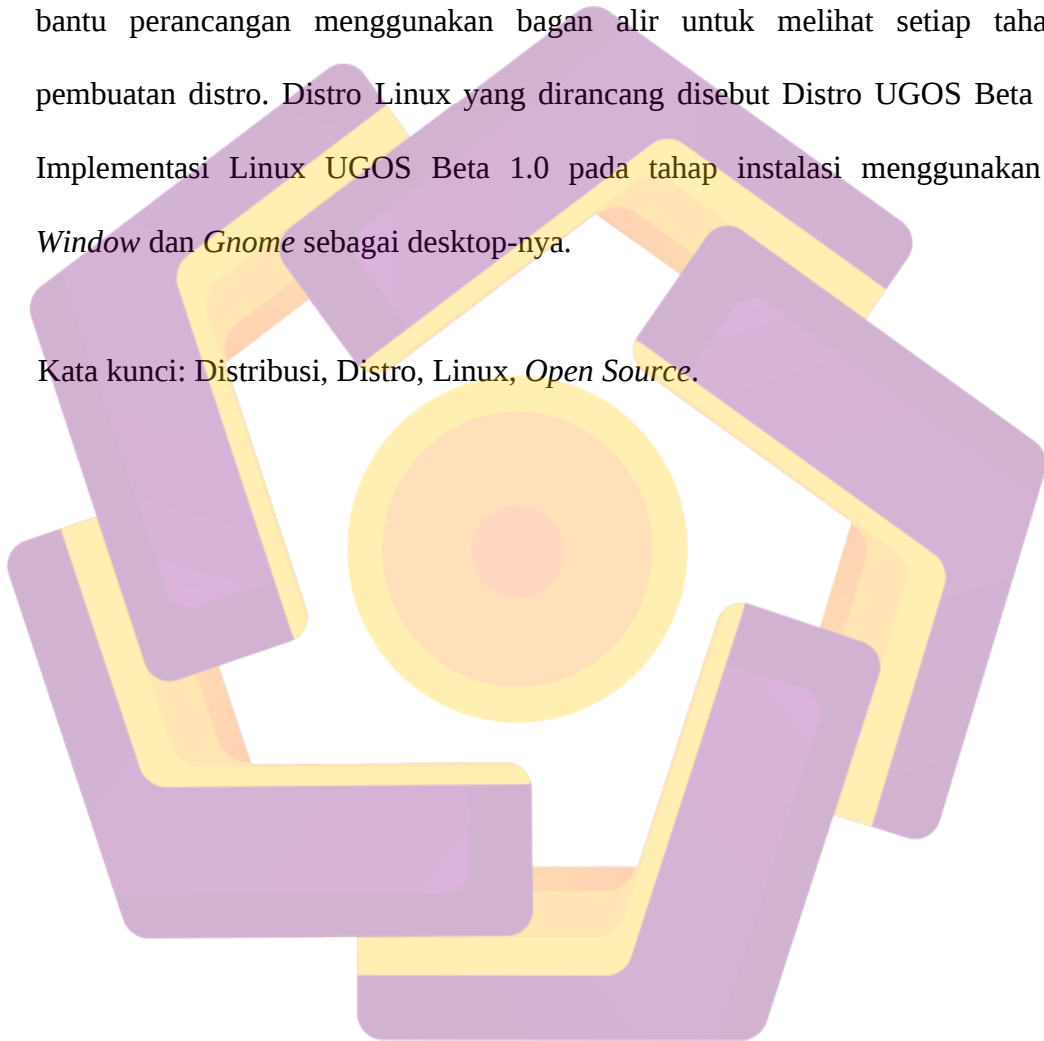 bantu perancangan menggunakan bagan alir untuk melihat setiap
pembuatan distro. Distro Linux yang dirancang disebut Distro UGOS Beta
Implementasi Linux UGOS Beta 1.0 pada tahap instalasi menggunakan
Window dan Gnome sebagai desktop-nya.
Kata kunci: Distribusi, Distro, Linux, Open Source.